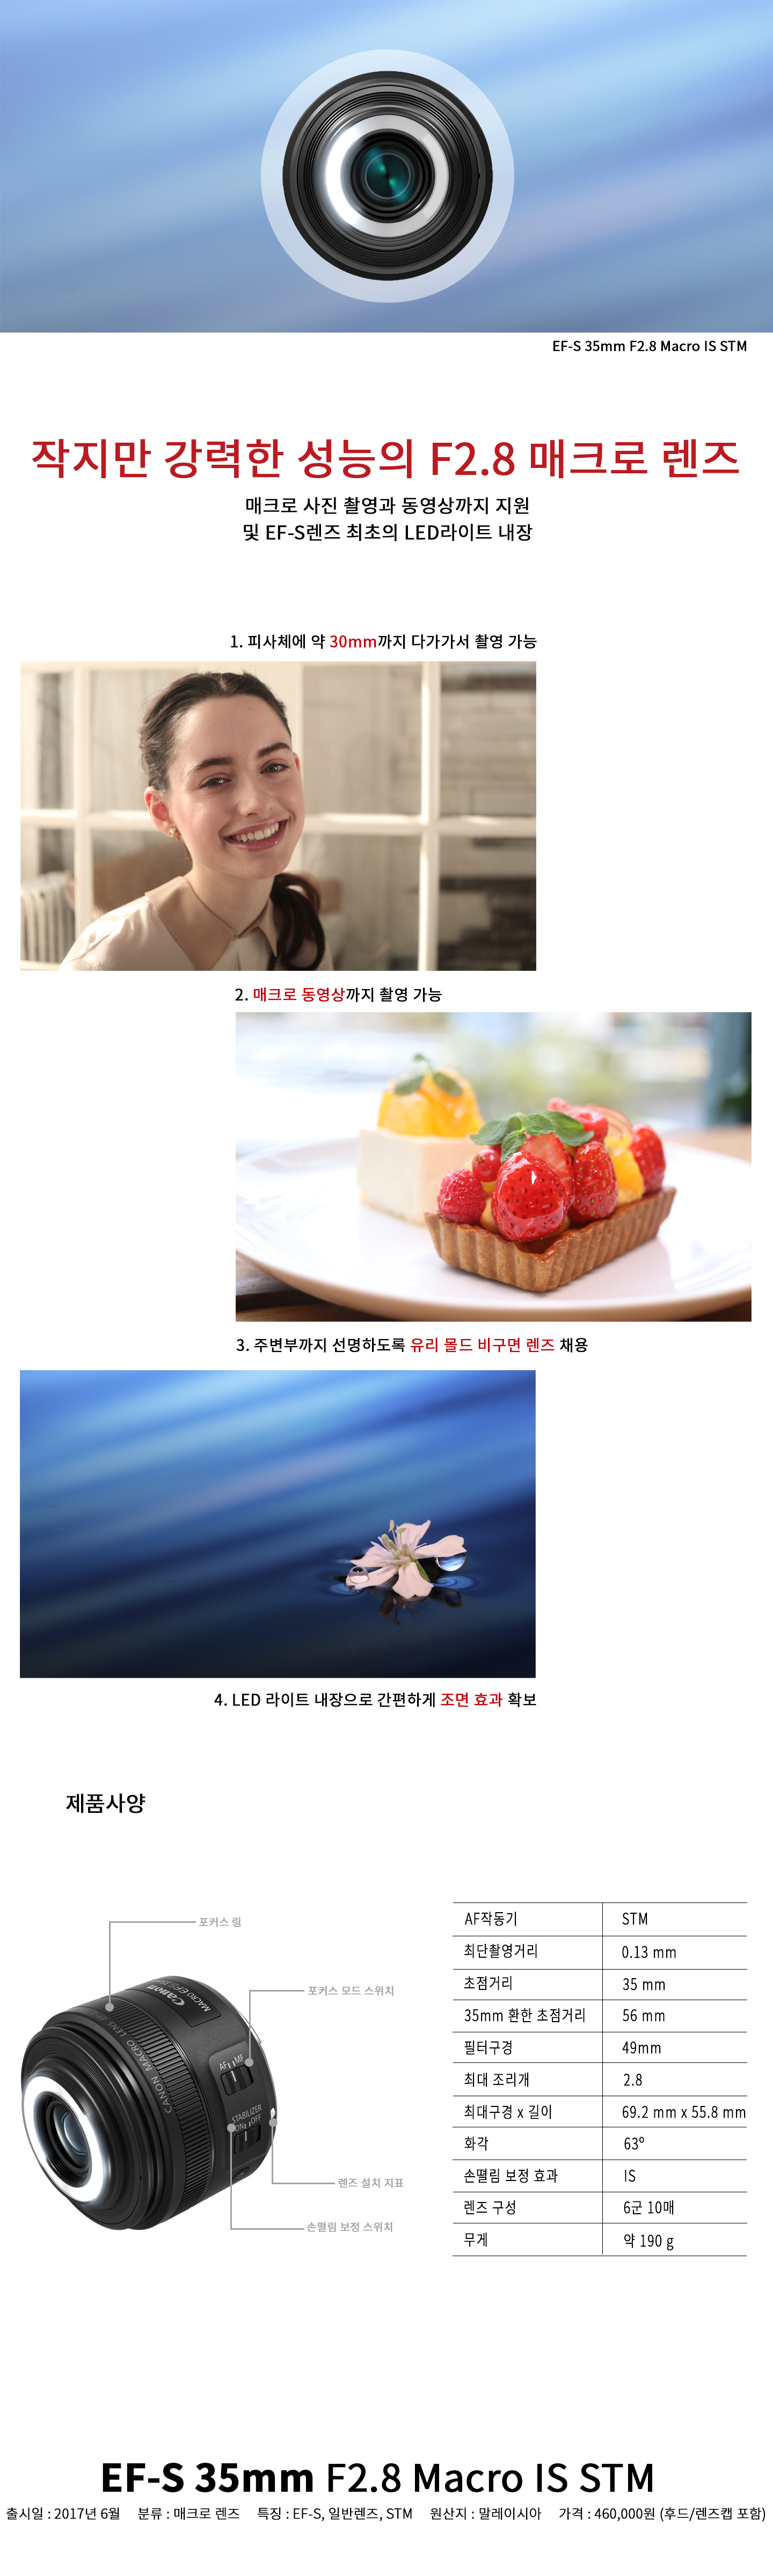 EF-S 35mm F2.8 Macro IS STM
작지만 강력한 성능의 F2.8 매크로 렌즈
매크로 사진 촬영과 동영상까지 지원
및 EF-S렌즈 최초의 LED라이트 내장
1. 피사체에 약 30mm까지 다가가서 촬영 가능
2. 매크로 동영상까지 촬영 가능
3. 주변부까지 선명하도록 유리 몰드 비구면 렌즈 채용
4. LED 라이트 내장으로 간편하게 조면 효과 확보
제품사양
포커스 링
포커스 모드 스위치
렌즈 설치 지표
손떨림 보정 스위치
Canon
CANON MACRO LENS
AF MF
STABILIZER
ON OFF
AF작동기 STM
최단촬영거리 0.13 mm
초점거리 35 mm
35mm 환한 초점거리 56 mm
필터구경 49mm
최대 조리개 2.8
최대구경 x 길이 69.2 mm x 55.8 mm
화각 63º
손떨림 보정 효과 IS
렌즈 구성 6군 10매
무게 약 190 g
EF-S 35mm F2.8 Macro IS STM
출시일 : 2017년 6월 분류 : 매크로 렌즈 특징 : EF-S, 일반렌즈, STM 원산지 : 말레이시아 가격 : 460,000원 (후드/렌즈캡 포함)